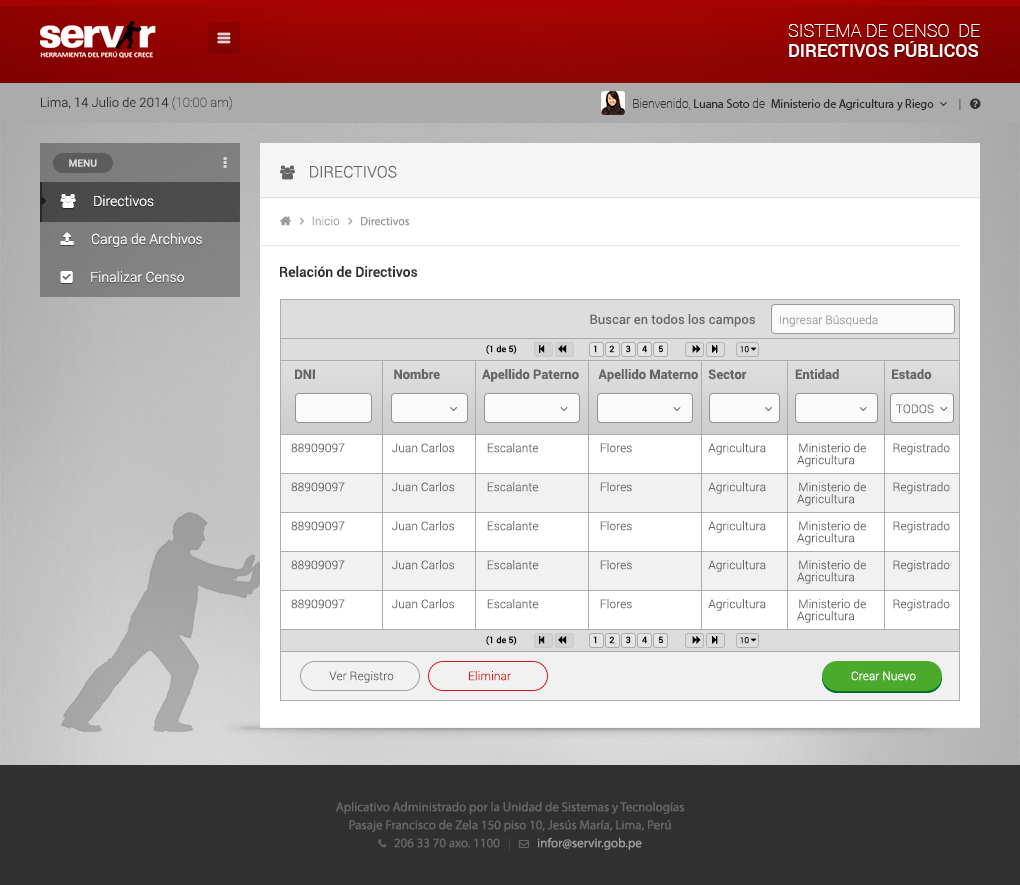 servir
HERRAMIENTA DEL PERÚ QUE CRECE
SISTEMA DE CENSO DE
DIRECTIVOS PÚBLICOS
Lima, 14 Julio de 2014 (10:00 am)
Bienvenido, Luana Soto de Ministerio de Agricultura y Riego |
MENU
Directivos
Carga de Archivos
Finalizar Censo
DIRECTIVOS
Inicio > Directivos
Relación de Directivos
Buscar en todos los campos Ingresar Búsqueda
(1 de 5) 1 2 3 4 5 10
DNI Nombre Apellido Paterno Apellido Materno Sector Entidad Estado
TODOS
88909097 Juan Carlos Escalante Flores Agricultura Ministerio de Agricultura Registrado
88909097 Juan Carlos Escalante Flores Agricultura Ministerio de Agricultura Registrado
88909097 Juan Carlos Escalante Flores Agricultura Ministerio de Agricultura Registrado
88909097 Juan Carlos Escalante Flores Agricultura Ministerio de Agricultura Registrado
88909097 Juan Carlos Escalante Flores Agricultura Ministerio de Agricultura Registrado
(1 de 5) 1 2 3 4 5 10
Ver Registro Eliminar Crear Nuevo
Aplicativo Administrado por la Unidad de Sistemas y Tecnologías
Pasaje Francisco de Zela 150 piso 10, Jesús María, Lima, Perú
206 33 70 axo. 1100 | infor@servir.gob.pe